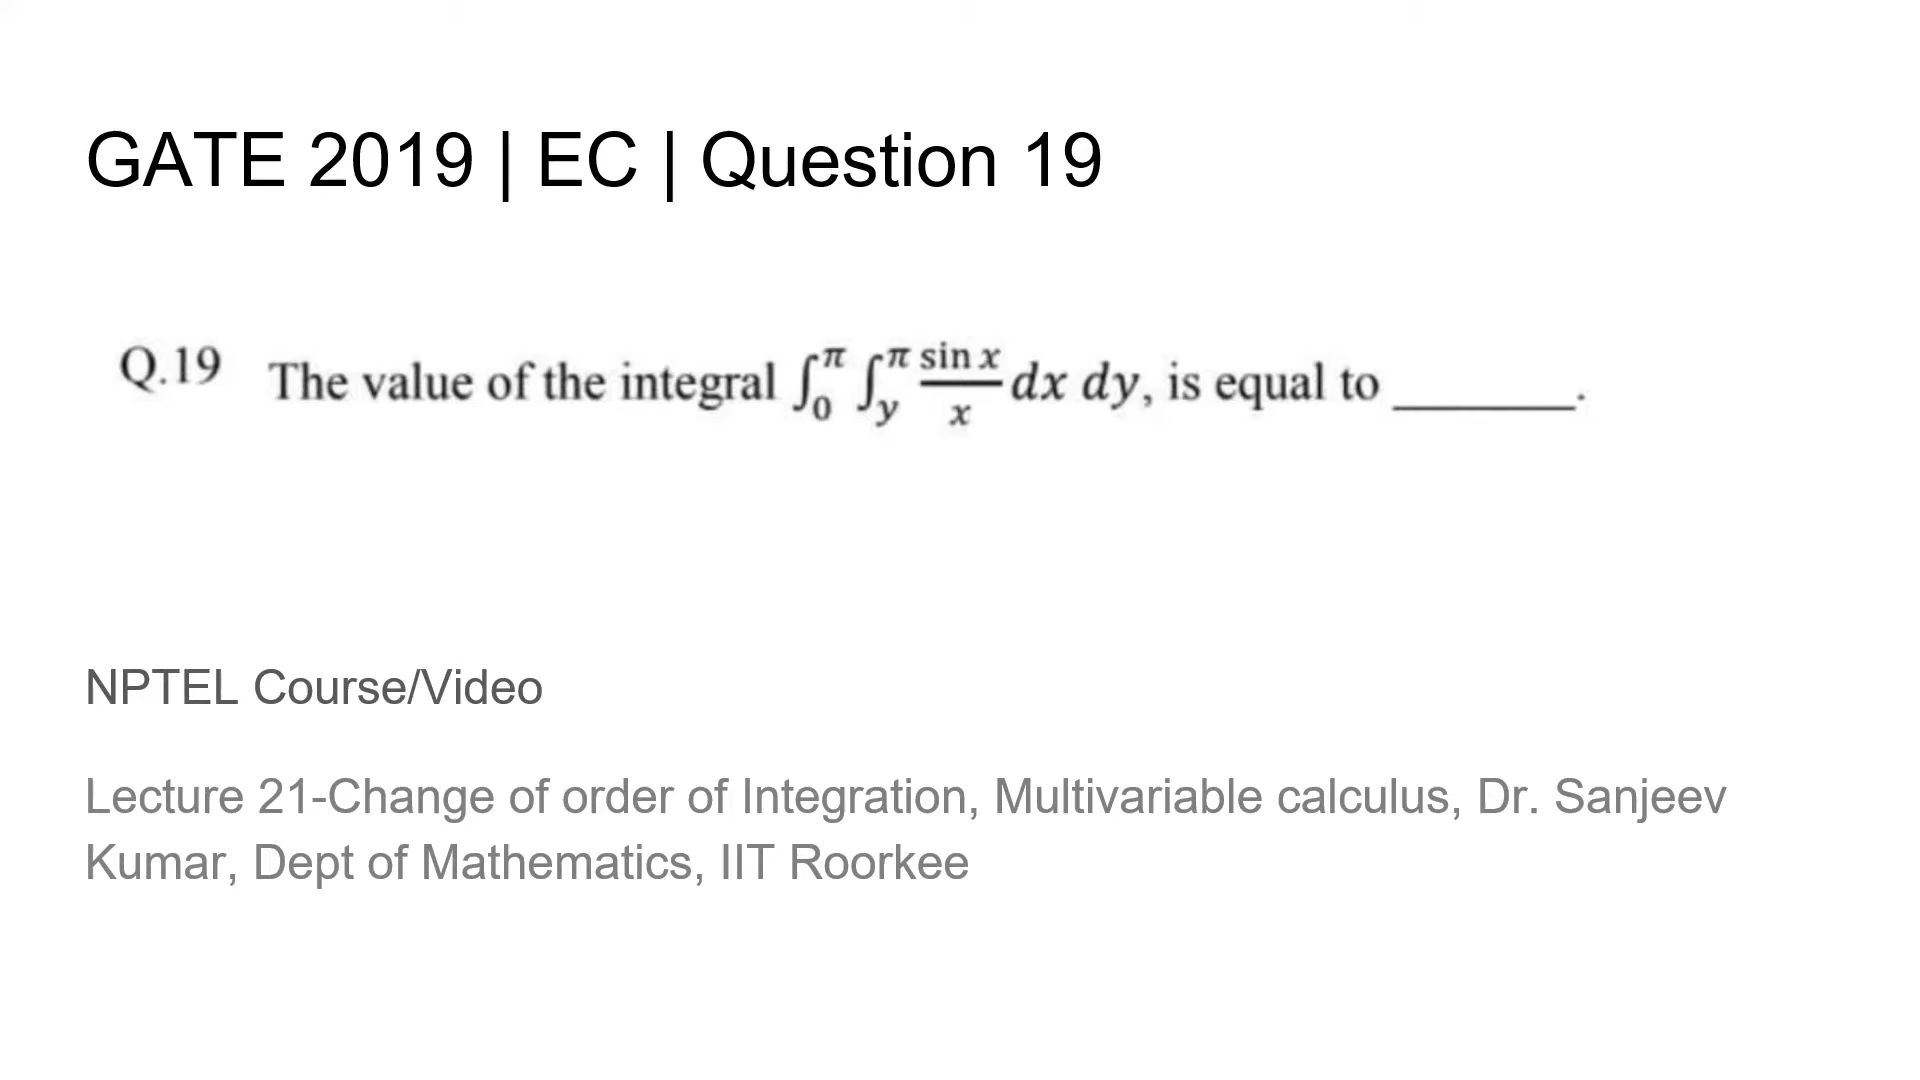 GATE 2019 | EC | Question 19
Q.19 The value of the integral ∫₀^π ∫_y^π (sin x / x) dx dy, is equal to ______.
NPTEL Course/Video
Lecture 21-Change of order of Integration, Multivariable calculus, Dr. Sanjeev
Kumar, Dept of Mathematics, IIT Roorkee